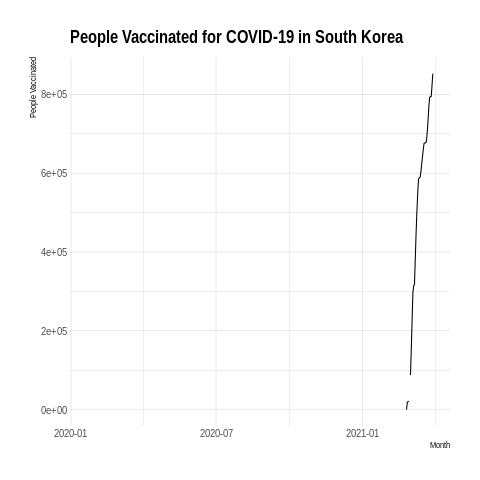 People Vaccinated for COVID-19 in South Korea
People Vaccinated
8e+05
6e+05
4e+05
2e+05
0e+00
2020-01 2020-07 2021-01
Month